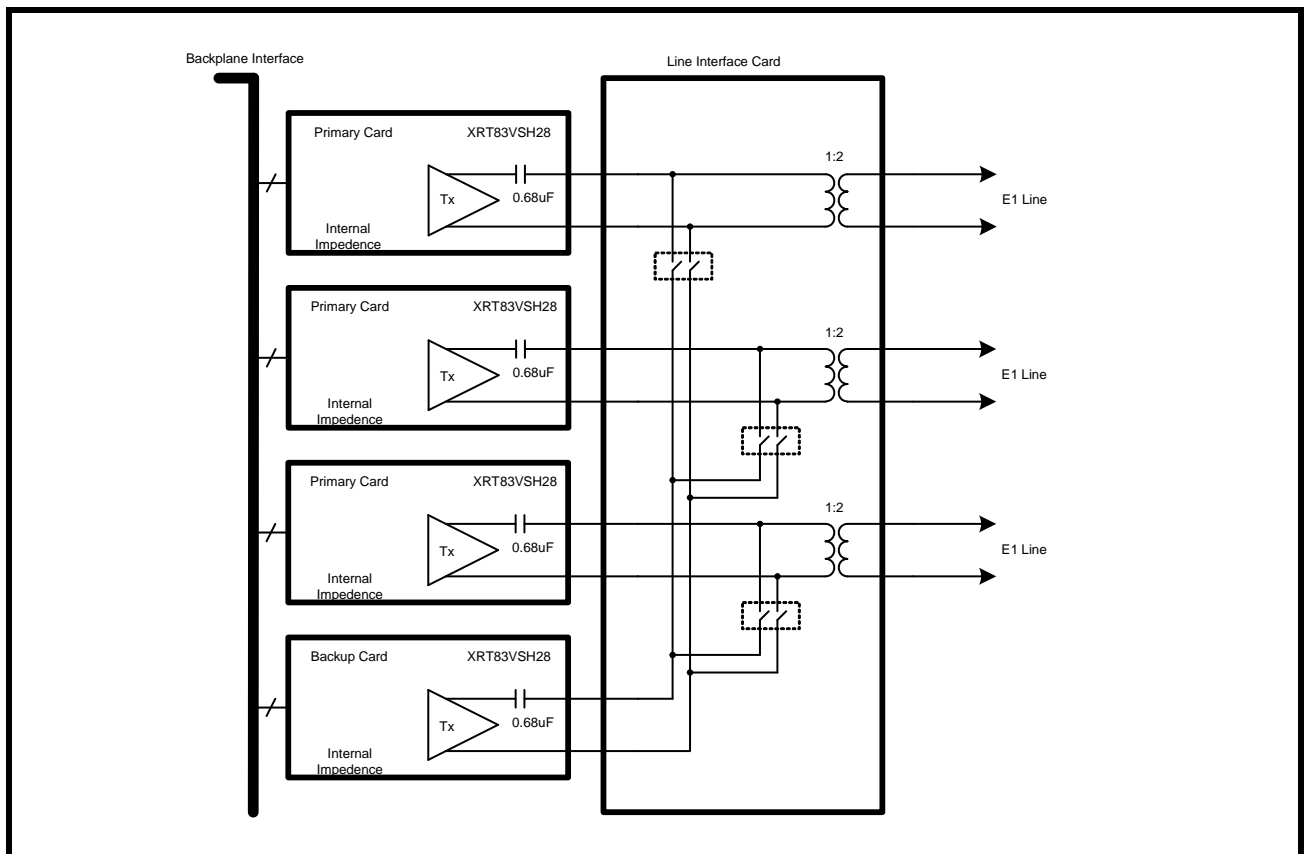 Backplane Interface
Line Interface Card
Primary Card XRT83VSH28
Tx
0.68uF
Internal
Impedence
1:2
E1 Line
Primary Card XRT83VSH28
Tx
0.68uF
Internal
Impedence
1:2
E1 Line
Primary Card XRT83VSH28
Tx
0.68uF
Internal
Impedence
1:2
E1 Line
Backup Card XRT83VSH28
Tx
0.68uF
Internal
Impedence